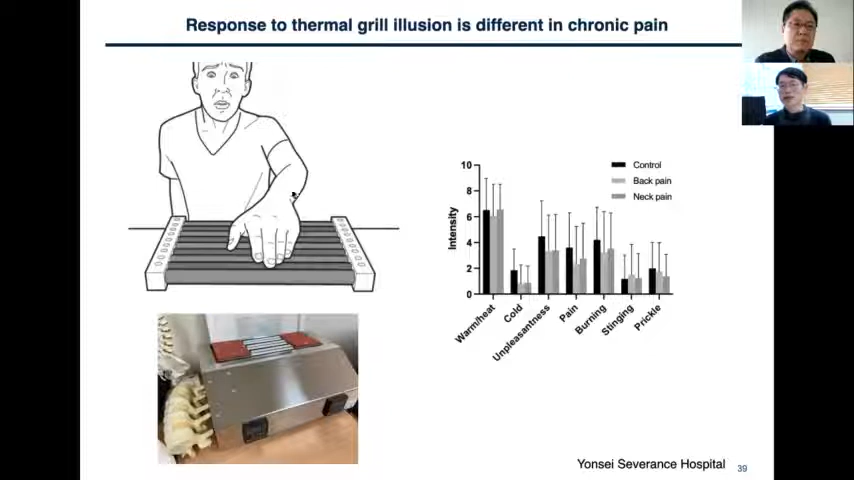 Response to thermal grill illusion is different in chronic pain
Control
Back pain
Neck pain
Intensity
10
8
6
4
2
0
Warm/heat
Cold
Unpleasantness
Pain
Burning
Stinging
Prickle
Yonsei Severance Hospital
39